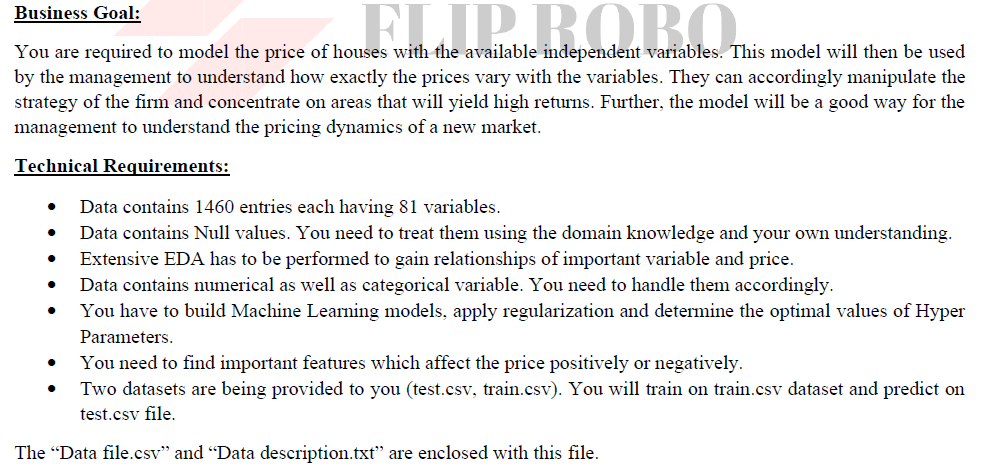 FLIP ROBO
Business Goal:
You are required to model the price of houses with the available independent variables. This model will then be used
by the management to understand how exactly the prices vary with the variables. They can accordingly manipulate the
strategy of the firm and concentrate on areas that will yield high returns. Further, the model will be a good way for the
management to understand the pricing dynamics of a new market.
Technical Requirements:
• Data contains 1460 entries each having 81 variables.
• Data contains Null values. You need to treat them using the domain knowledge and your own understanding.
• Extensive EDA has to be performed to gain relationships of important variable and price.
• Data contains numerical as well as categorical variable. You need to handle them accordingly.
• You have to build Machine Learning models, apply regularization and determine the optimal values of Hyper
Parameters.
• You need to find important features which affect the price positively or negatively.
• Two datasets are being provided to you (test.csv, train.csv). You will train on train.csv dataset and predict on
test.csv file.
The “Data file.csv” and “Data description.txt” are enclosed with this file.